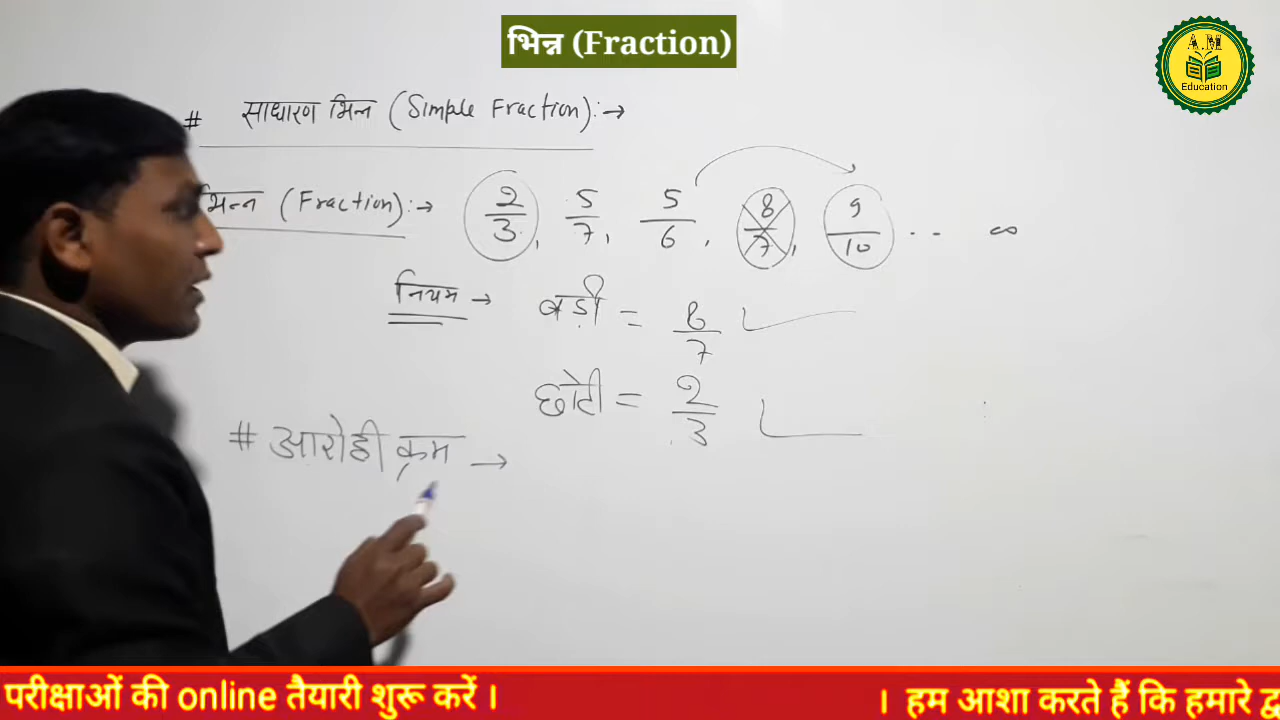 भिन्न (Fraction)
A.M
Education
# साधारण भिन्न (Simple Fraction):→
भिन्न (Fraction):→ 2/3, 5/7, 5/6, 8/7, 9/10 .. ∞
नियम → बड़ी = 8/7
छोटी = 2/3
# आरोही क्रम →
परीक्षाओं की online तैयारी शुरू करें । । हम आशा करते हैं कि हमारे द्व